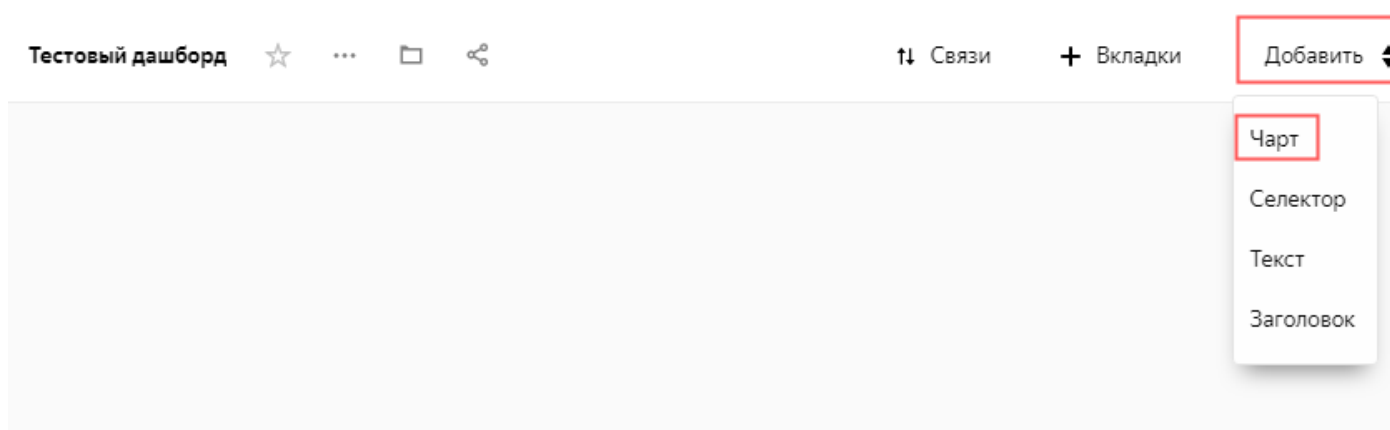 Тестовый дашборд Связи Вкладки Добавить
Чарт
Селектор
Текст
Заголовок